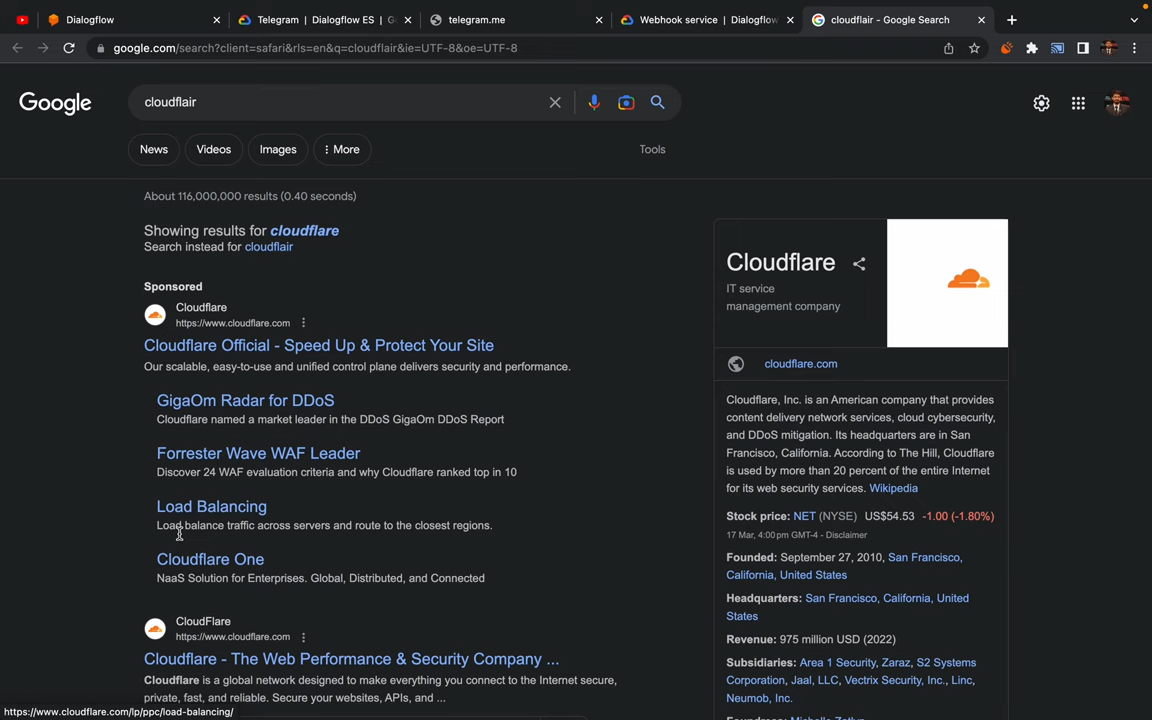 Dialogflow
Telegram | Dialogflow ES | G
telegram.me
Webhook service | Dialogflow
cloudflair - Google Search
google.com/search?client=safari&rls=en&q=cloudflair&ie=UTF-8&oe=UTF-8
Google
cloudflair
News
Videos
Images
More
Tools
About 116,000,000 results (0.40 seconds)
Showing results for cloudflare
Search instead for cloudflair
Sponsored
Cloudflare
https://www.cloudflare.com
Cloudflare Official - Speed Up & Protect Your Site
Our scalable, easy-to-use and unified control plane delivers security and performance.
GigaOm Radar for DDoS
Cloudflare named a market leader in the DDoS GigaOm DDoS Report
Forrester Wave WAF Leader
Discover 24 WAF evaluation criteria and why Cloudflare ranked top in 10
Load Balancing
Load balance traffic across servers and route to the closest regions.
Cloudflare One
NaaS Solution for Enterprises. Global, Distributed, and Connected
CloudFlare
https://www.cloudflare.com
Cloudflare - The Web Performance & Security Company ...
Cloudflare is a global network designed to make everything you connect to the Internet secure,
private, fast, and reliable. Secure your websites, APIs, and ...
https://www.cloudflare.com/lp/ppc/load-balancing/
Cloudflare
IT service
management company
cloudflare.com
Cloudflare, Inc. is an American company that provides
content delivery network services, cloud cybersecurity,
and DDoS mitigation. Its headquarters are in San
Francisco, California. According to The Hill, Cloudflare
is used by more than 20 percent of the entire Internet
for its web security services. Wikipedia
Stock price: NET (NYSE) US$54.53 -1.00 (-1.80%)
17 Mar, 4:00 pm GMT-4 - Disclaimer
Founded: September 27, 2010, San Francisco,
California, United States
Headquarters: San Francisco, California, United
States
Revenue: 975 million USD (2022)
Subsidiaries: Area 1 Security, Zaraz, S2 Systems
Corporation, Jaal, LLC, Vectrix Security, Inc., Linc,
Neumob, Inc.